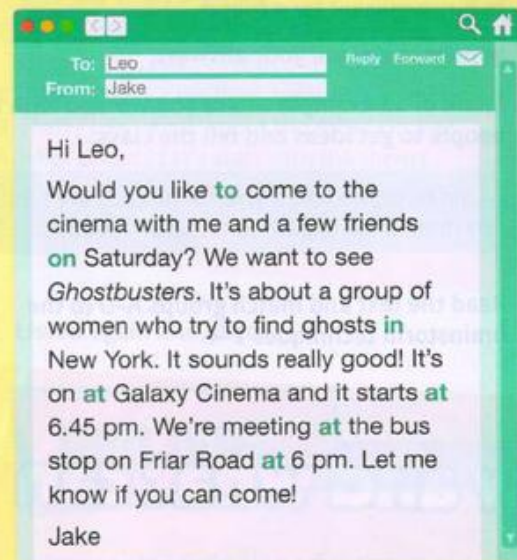 To: Leo
Reply Forward
From: Jake
Hi Leo,
Would you like to come to the
cinema with me and a few friends
on Saturday? We want to see
Ghostbusters. It's about a group of
women who try to find ghosts in
New York. It sounds really good! It's
on at Galaxy Cinema and it starts at
6.45 pm. We're meeting at the bus
stop on Friar Road at 6 pm. Let me
know if you can come!
Jake